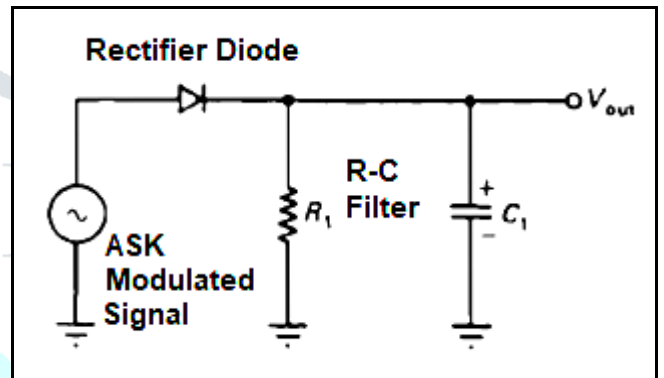 Rectifier Diode
Vout
R-C
Filter
R1
+
C1
–
ASK
Modulated
Signal